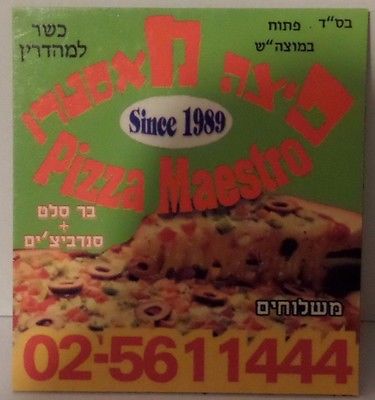 בס"ד
פתוח
במוצה"ש
כשר
למהדרין
פיצה מאסטרו
Since 1989
Pizza Maestro
בר סלט
+
סנדביצ'ים
משלוחים
02-5611444